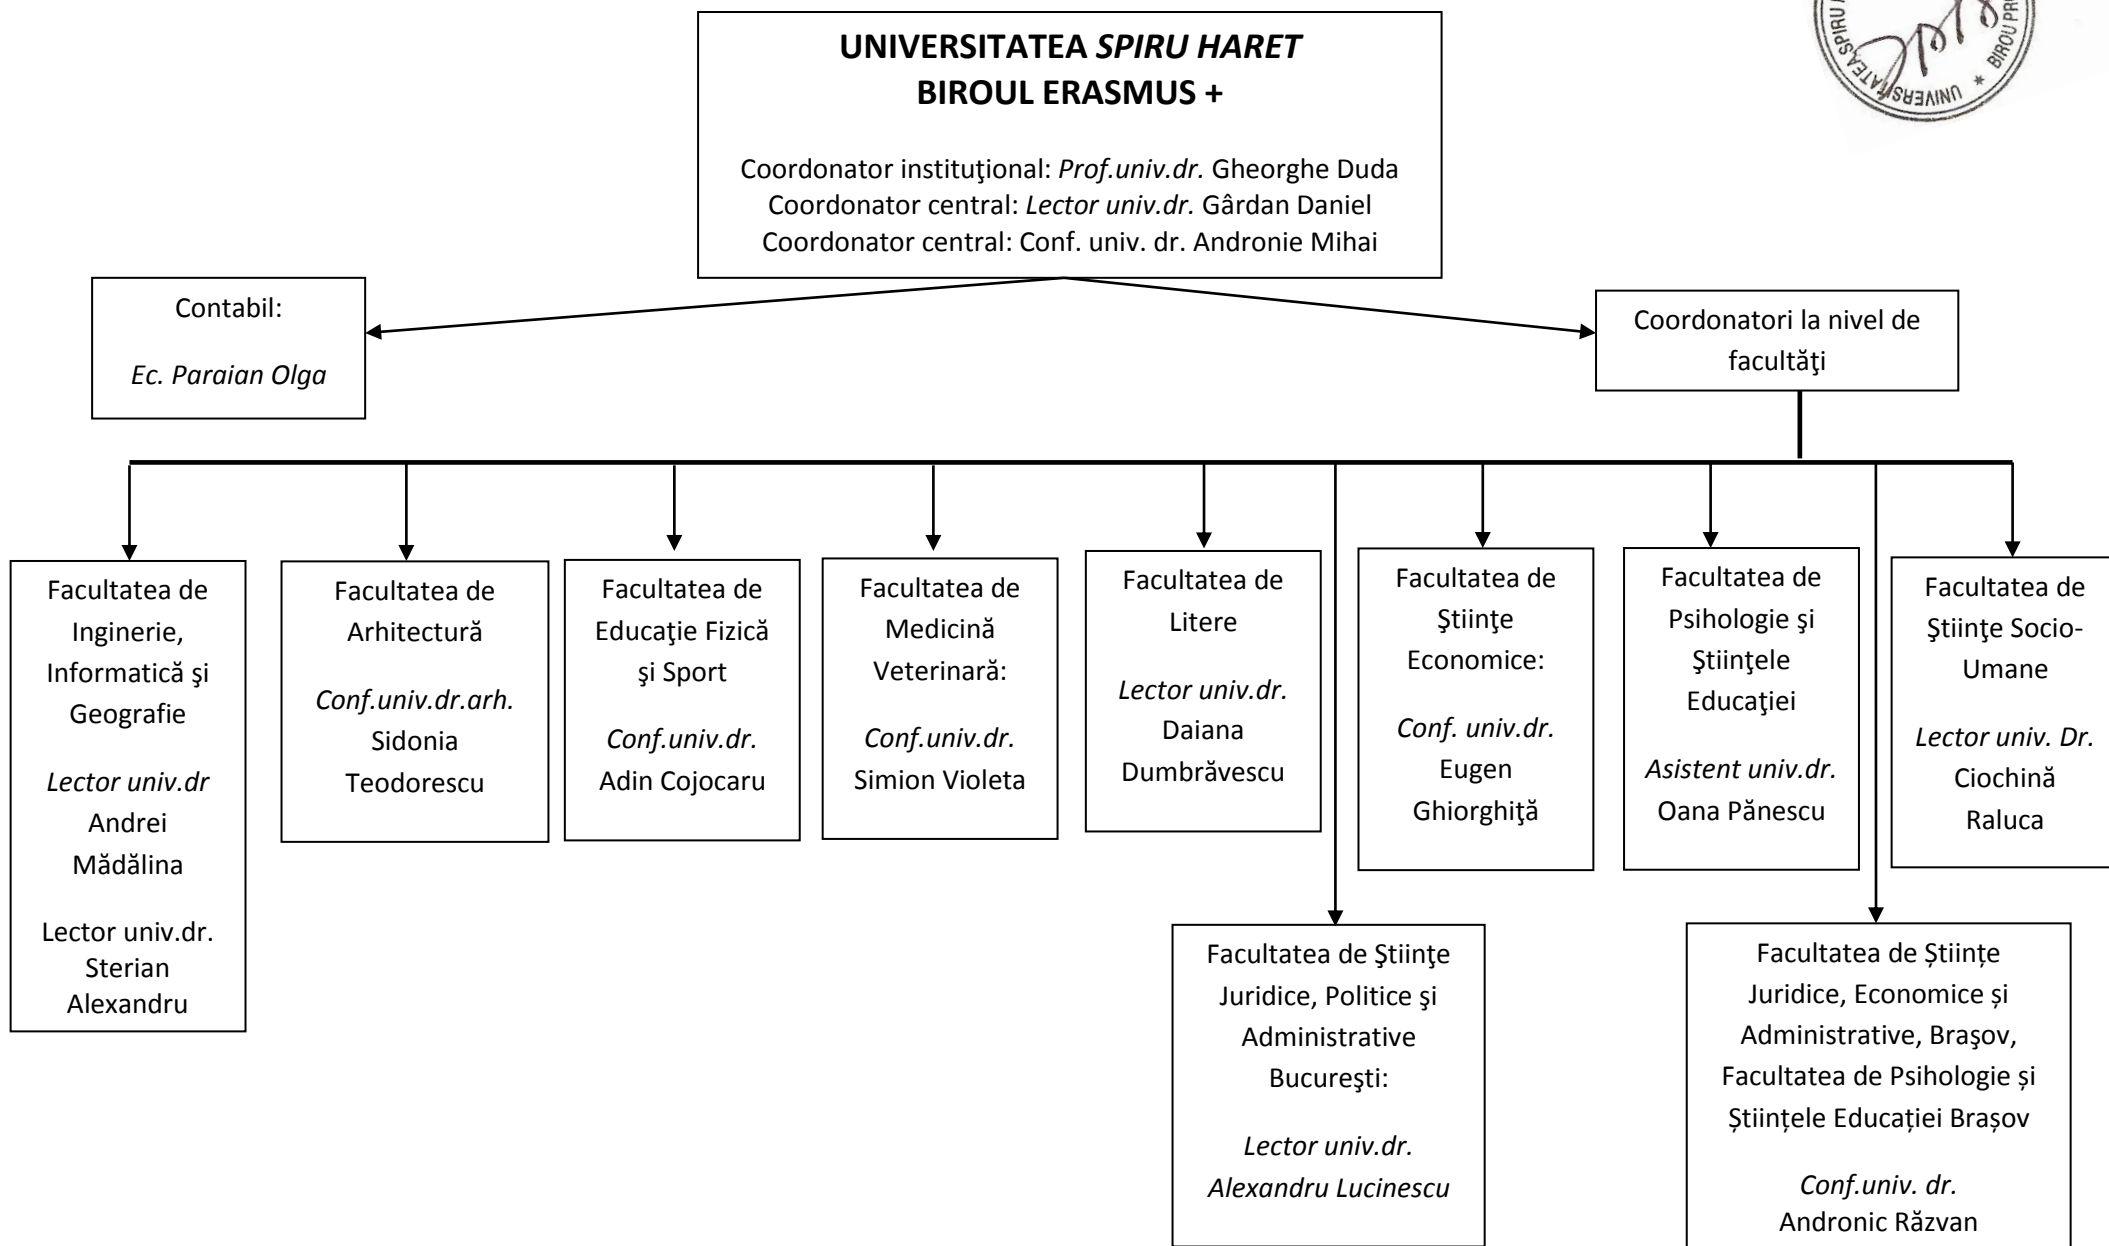 UNIVERSITATEA SPIRU HARET
BIROUL ERASMUS +
Coordonator instituţional: Prof.univ.dr. Gheorghe Duda
Coordonator central: Lector univ.dr. Gârdan Daniel
Coordonator central: Conf. univ. dr. Andronie Mihai
UNIVERSITATEA SPIRU
* BIROU
Contabil:
Ec. Paraian Olga
Coordonatori la nivel de
facultăţi
Facultatea de
Inginerie,
Informatică şi
Geografie
Lector univ.dr
Andrei
Mădălina
Lector univ.dr.
Sterian
Alexandru
Facultatea de
Arhitectură
Conf.univ.dr.arh.
Sidonia
Teodorescu
Facultatea de
Educaţie Fizică
şi Sport
Conf.univ.dr.
Adin Cojocaru
Facultatea de
Medicină
Veterinară:
Conf.univ.dr.
Simion Violeta
Facultatea de
Litere
Lector univ.dr.
Daiana
Dumbrăvescu
Facultatea de
Ştiinţe
Economice:
Conf. univ.dr.
Eugen
Ghiorghiţă
Facultatea de
Psihologie şi
Ştiinţele
Educaţiei
Asistent univ.dr.
Oana Pănescu
Facultatea de
Ştiinţe Socio-
Umane
Lector univ. Dr.
Ciochină
Raluca
Facultatea de Ştiinţe
Juridice, Politice şi
Administrative
Bucureşti:
Lector univ.dr.
Alexandru Lucinescu
Facultatea de Științe
Juridice, Economice și
Administrative, Braşov,
Facultatea de Psihologie și
Științele Educației Brașov
Conf.univ. dr.
Andronic Răzvan